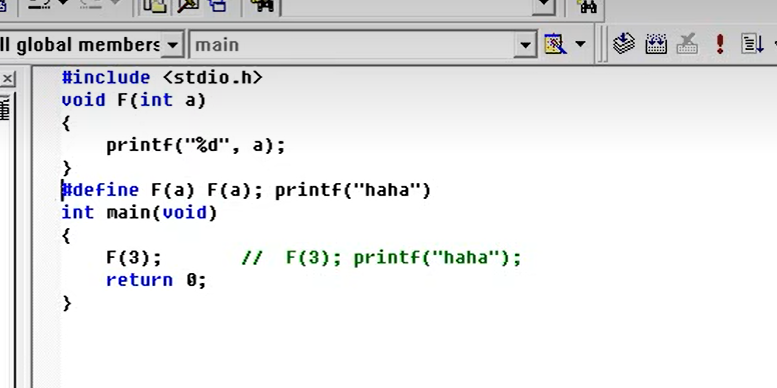 ll global members
main
#include <stdio.h>
void F(int a)
{
    printf("%d", a);
}
#define F(a) F(a); printf("haha")
int main(void)
{
    F(3);       //  F(3); printf("haha");
    return 0;
}